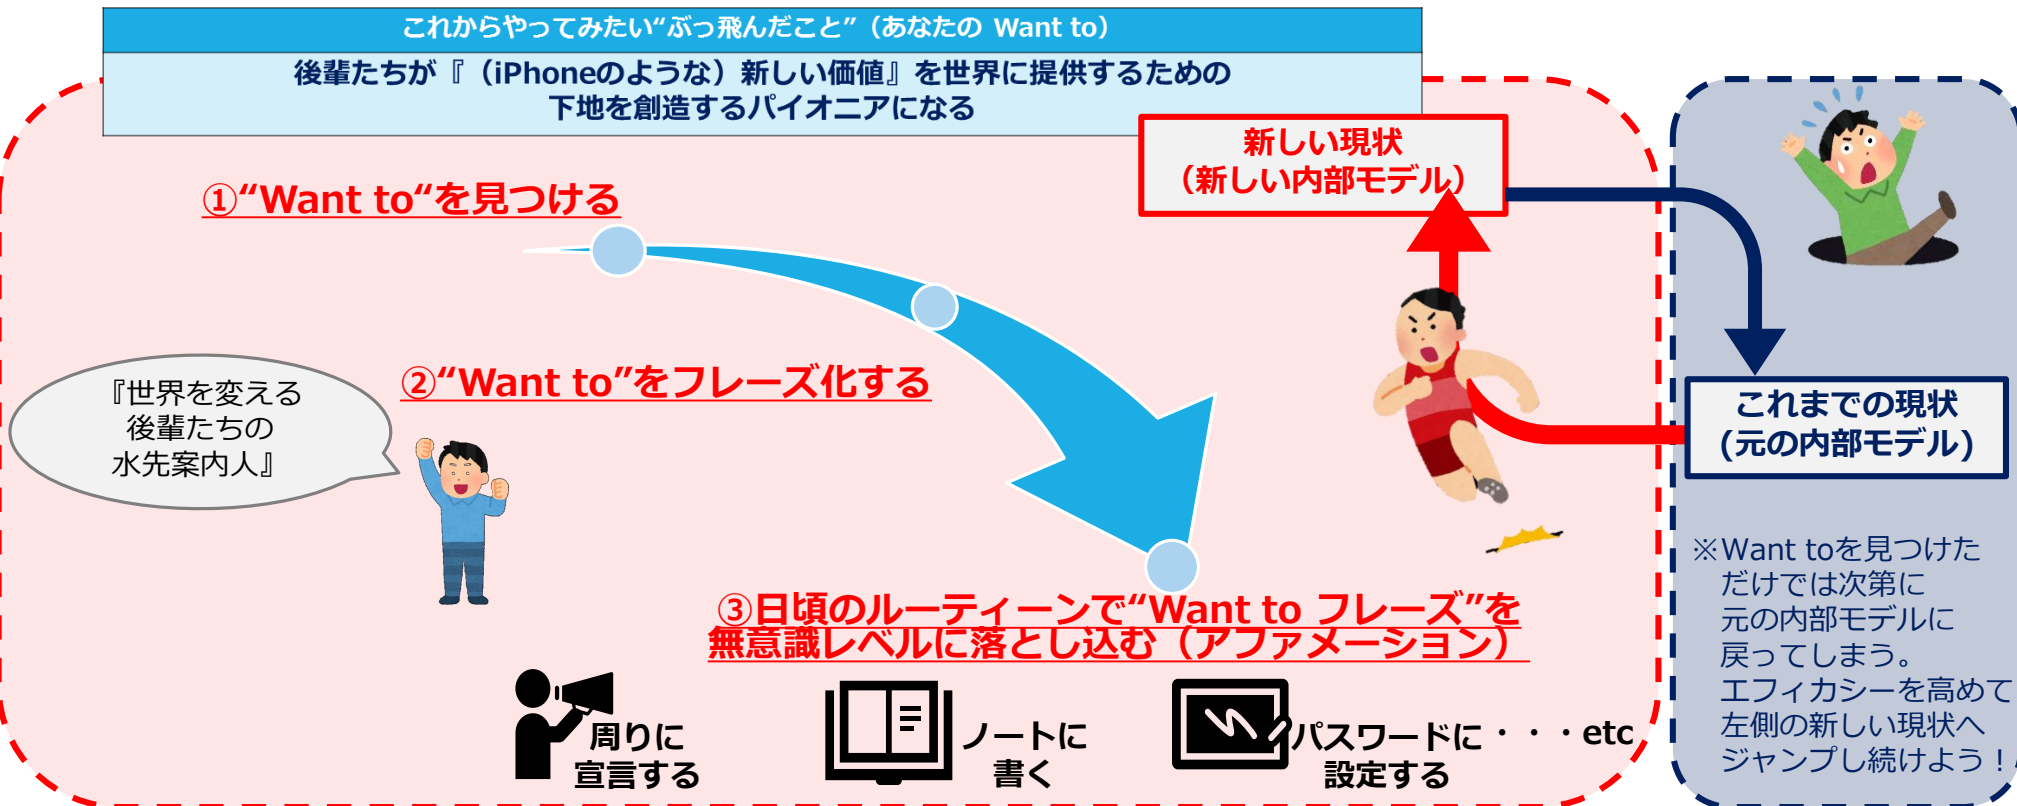 これからやってみたい“ぶっ飛んだこと”（あなたの Want to）
後輩たちが『（iPhoneのような）新しい価値』を世界に提供するための
下地を創造するパイオニアになる
新しい現状
（新しい内部モデル）
①“Want to“を見つける
②“Want to”をフレーズ化する
『世界を変える
後輩たちの
水先案内人』
これまでの現状
(元の内部モデル)
③日頃のルーティーンで“Want to フレーズ”を
無意識レベルに落とし込む（アファメーション）
周りに
宣言する
ノートに
書く
パスワードに・・・etc
設定する
※Want toを見つけた
だけでは次第に
元の内部モデルに
戻ってしまう。
エフィカシーを高めて
左側の新しい現状へ
ジャンプし続けよう！